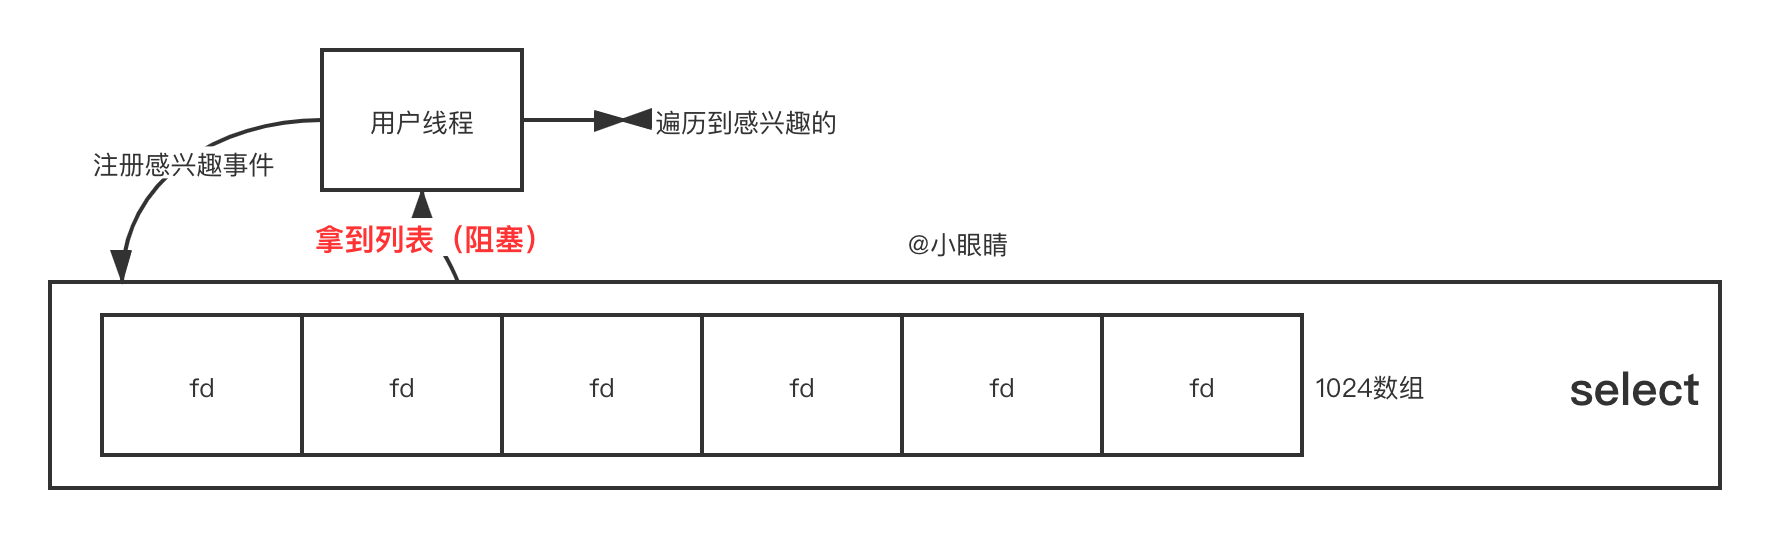 用户线程
遍历到感兴趣的
注册感兴趣事件
拿到列表（阻塞）
@小眼睛
fd
fd
fd
fd
fd
fd
1024数组
select